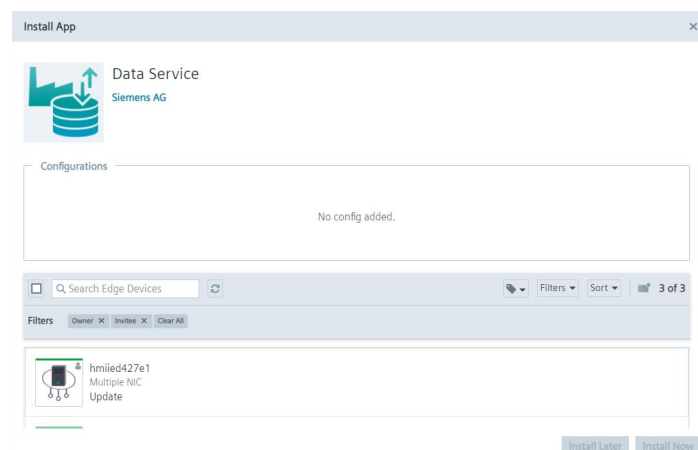 Install App ×
Data Service
Siemens AG
Configurations
No config added.
Search Edge Devices Filters Sort 3 of 3
Filters Owner × Invitee × Clear All
hmiied427e1
Multiple NIC
Update
Install Later Install Now